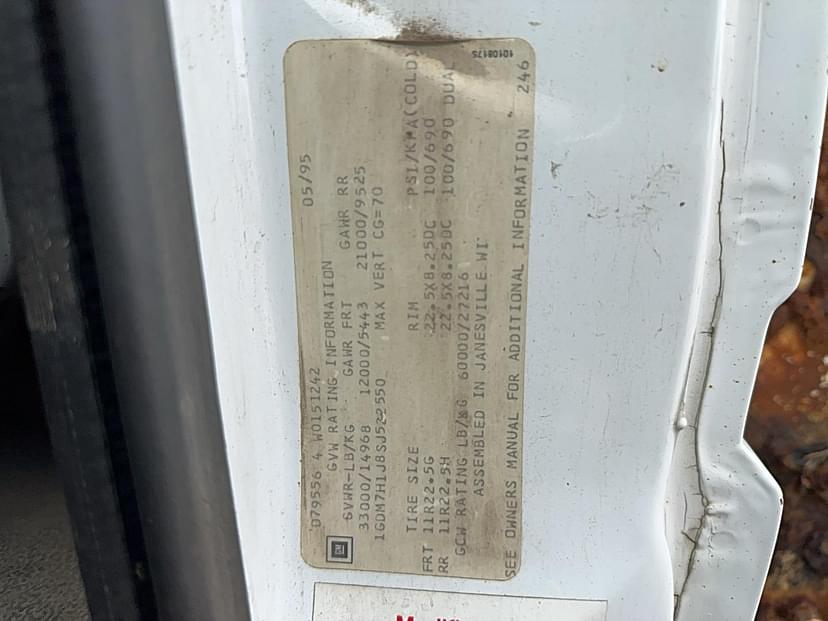 D79556 4 W0151242 05/95
GM GVW RATING INFORMATION
GVWR-LB/KG GAWR FRT GAWR RR
33000/14968 12000/5443 21000/9525
1GDM7H1J8SJ522550 MAX VERT CG=70
TIRE SIZE RIM PSI/KPA(COLD)
FRT 11R22.5G 22.5X8.25DC 100/690
RR 11R22.5H 22.5X8.25DC 100/690 DUAL
GCW RATING LB/KG 60000/27216
ASSEMBLED IN JANESVILLE WI
SEE OWNERS MANUAL FOR ADDITIONAL INFORMATION 246